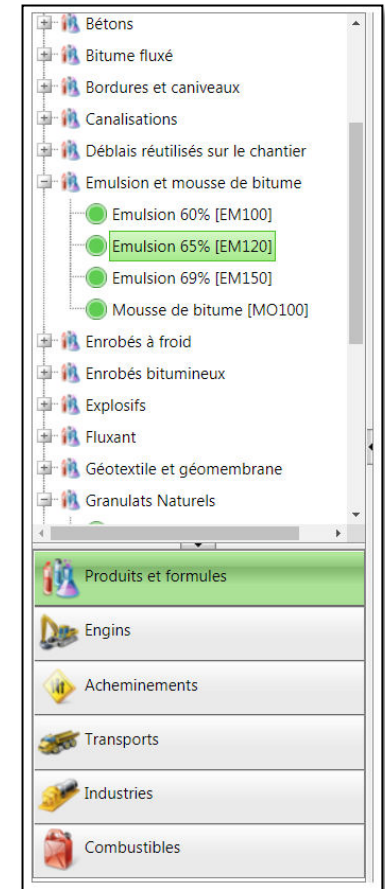 Bétons
Bitume fluxé
Bordures et caniveaux
Canalisations
Déblais réutilisés sur le chantier
Emulsion et mousse de bitume
Emulsion 60% [EM100]
Emulsion 65% [EM120]
Emulsion 69% [EM150]
Mousse de bitume [MO100]
Enrobés à froid
Enrobés bitumineux
Explosifs
Fluxant
Géotextile et géomembrane
Granulats Naturels
Produits et formules
Engins
Acheminements
Transports
Industries
Combustibles